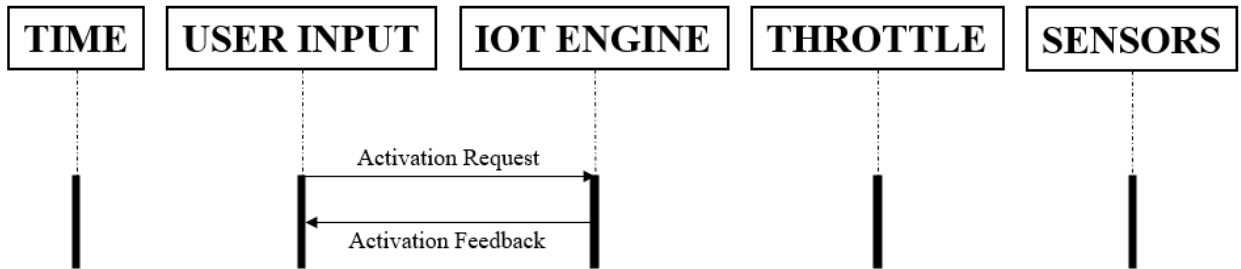 TIME
USER INPUT
IOT ENGINE
THROTTLE
SENSORS
Activation Request
Activation Feedback